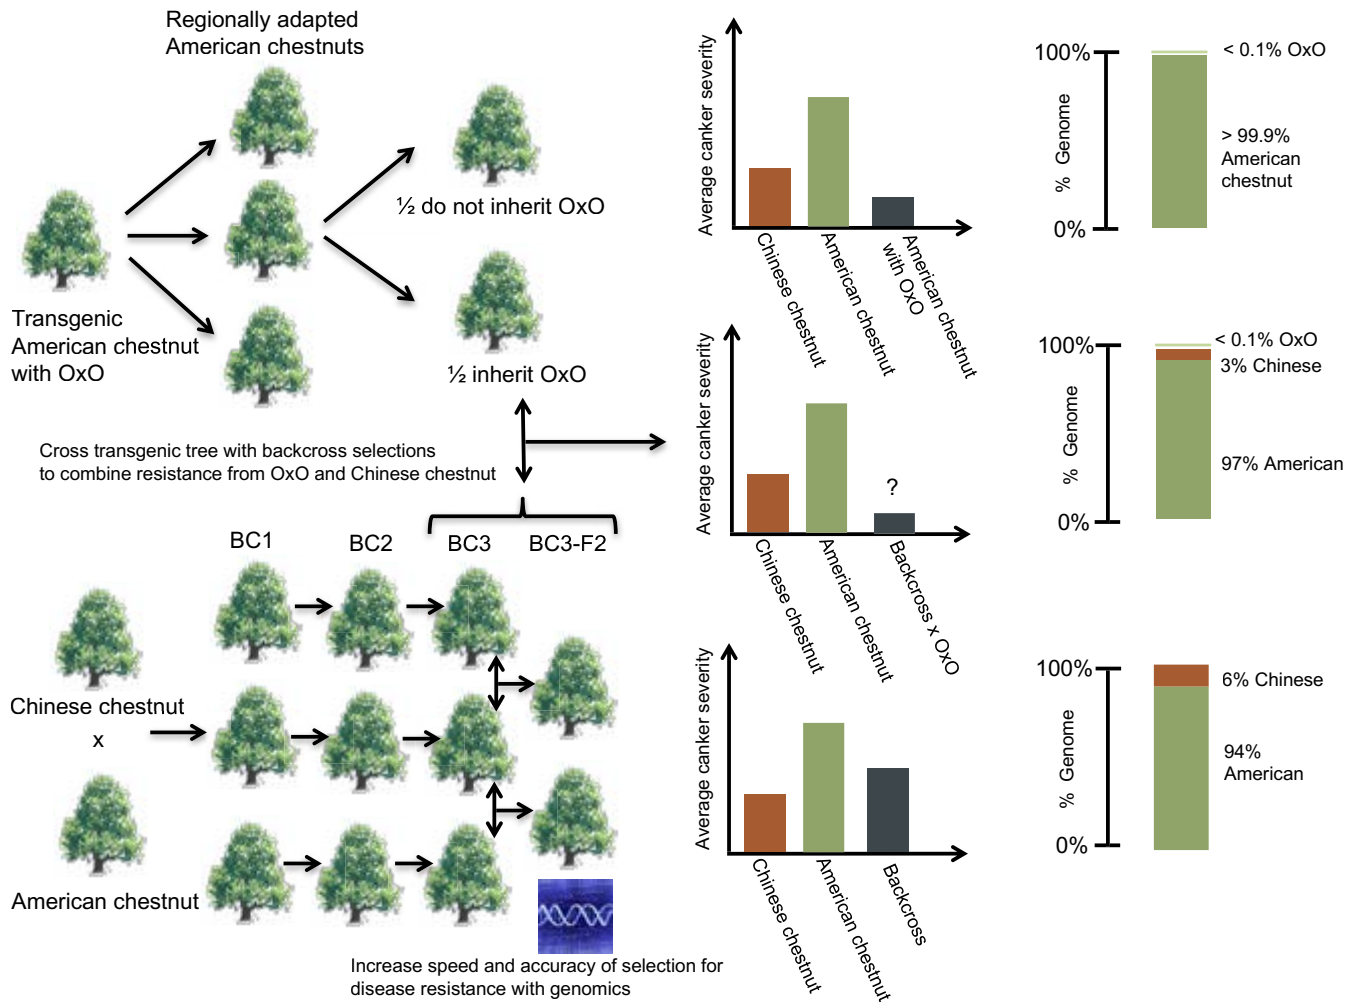 Regionally adapted
American chestnuts
½ do not inherit OxO
Transgenic
American chestnut
with OxO
½ inherit OxO
Cross transgenic tree with backcross selections
to combine resistance from OxO and Chinese chestnut
BC1
BC2
BC3
BC3-F2
Chinese chestnut
x
American chestnut
Increase speed and accuracy of selection for
disease resistance with genomics
Average canker severity
Chinese chestnut
American chestnut
American chestnut
with OxO
100%
0%
% Genome
< 0.1% OxO
> 99.9%
American
chestnut
Average canker severity
?
Chinese chestnut
American chestnut
Backcross x OxO
100%
0%
% Genome
< 0.1% OxO
3% Chinese
97% American
Average canker severity
Chinese chestnut
American chestnut
Backcross
100%
0%
% Genome
6% Chinese
94%
American